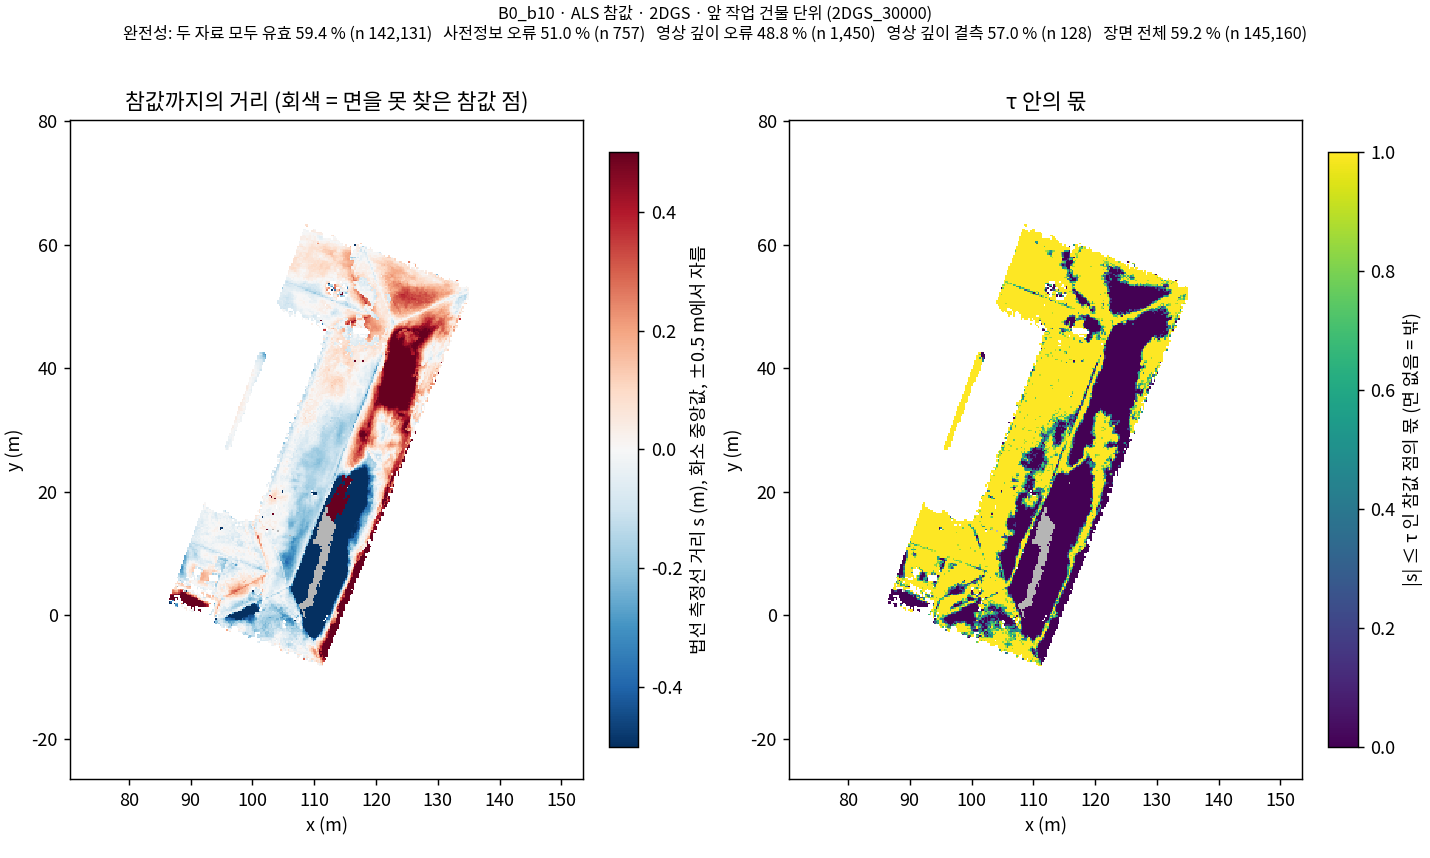 B0_b10 · ALS 참값 · 2DGS · 앞 작업 건물 단위 (2DGS_30000)
완전성: 두 자료 모두 유효 59.4 % (n 142,131)   사전정보 오류 51.0 % (n 757)   영상 깊이 오류 48.8 % (n 1,450)   영상 깊이 결측 57.0 % (n 128)   장면 전체 59.2 % (n 145,160)
참값까지의 거리 (회색 = 면을 못 찾은 참값 점)
80
60
40
20
0
-20
y (m)
80 90 100 110 120 130 140 150
x (m)
0.4
0.2
0.0
-0.2
-0.4
법선 측정선 거리 s (m), 화소 중앙값, ±0.5 m에서 자름
τ 안의 몫
80
60
40
20
0
-20
y (m)
80 90 100 110 120 130 140 150
x (m)
1.0
0.8
0.6
0.4
0.2
0.0
|s| ≤ τ 인 참값 점의 몫 (면 없음 = 밖)